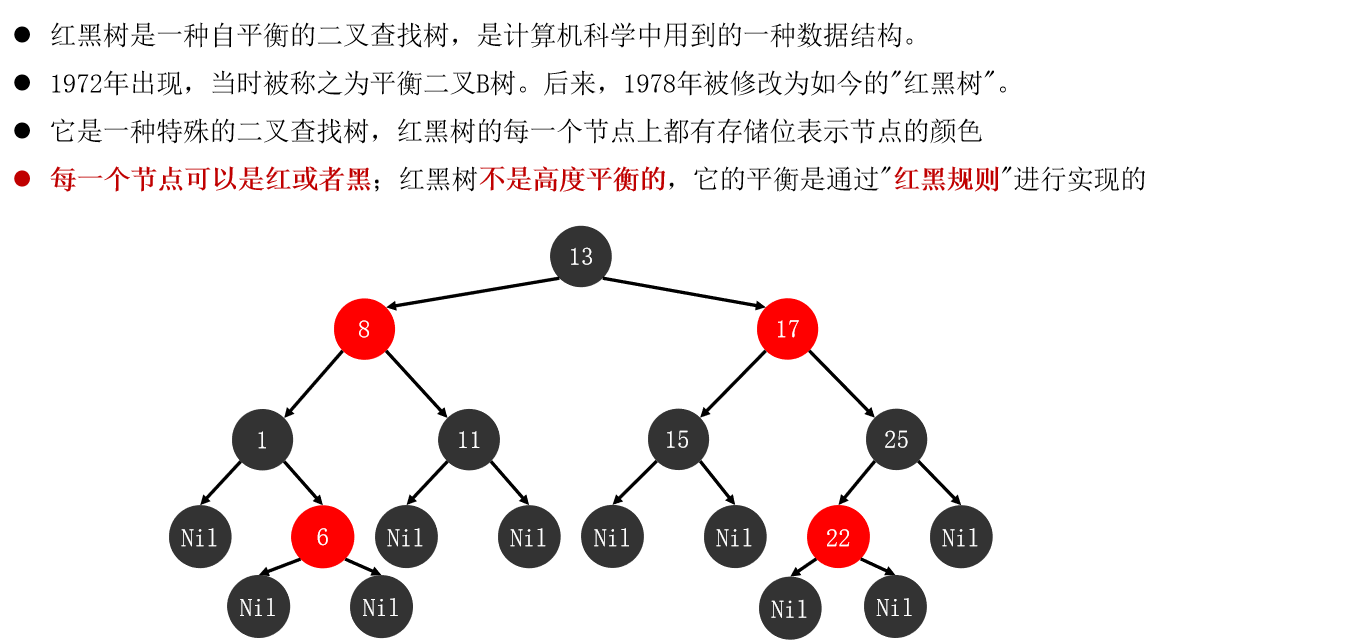 ● 红黑树是一种自平衡的二叉查找树，是计算机科学中用到的一种数据结构。
● 1972年出现，当时被称之为平衡二叉B树。后来，1978年被修改为如今的"红黑树"。
● 它是一种特殊的二叉查找树，红黑树的每一个节点上都有存储位表示节点的颜色
● 每一个节点可以是红或者黑；红黑树不是高度平衡的，它的平衡是通过"红黑规则"进行实现的
13
8 17
1 11 15 25
Nil 6 Nil Nil Nil Nil 22 Nil
Nil Nil Nil Nil